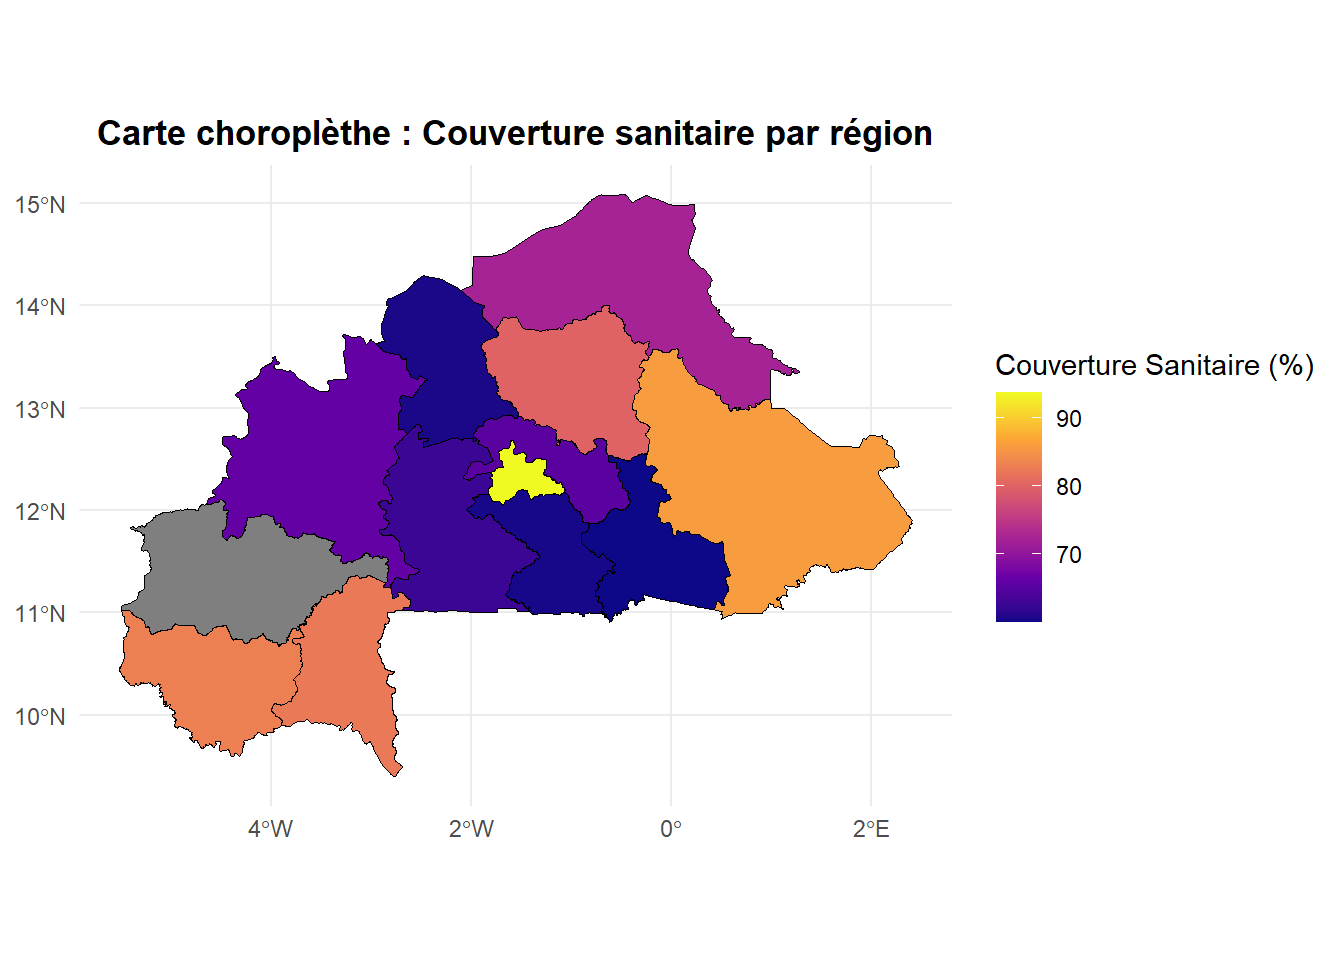 Carte choroplèthe : Couverture sanitaire par région
15°N
14°N
13°N
12°N
11°N
10°N
4°W
2°W
0°
2°E
Couverture Sanitaire (%)
90
80
70